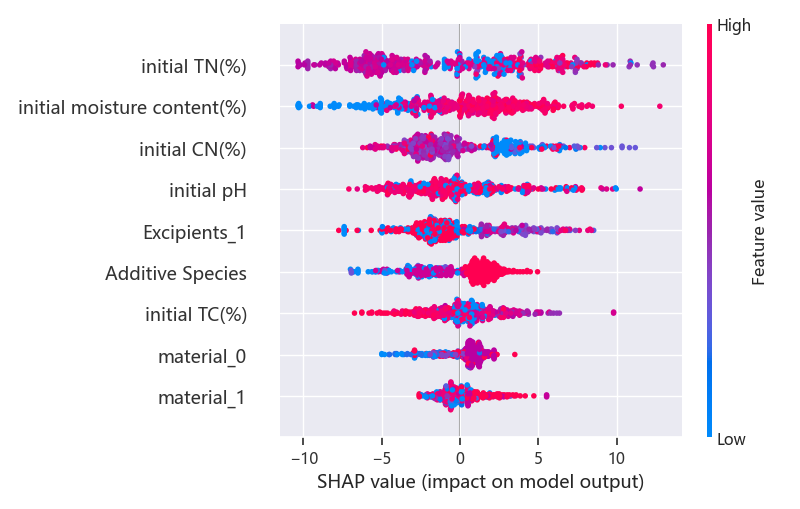 High
initial TN(%)
initial moisture content(%)
initial CN(%)
initial pH
Excipients_1
Additive Species
initial TC(%)
material_0
material_1
Feature value
Low
−10 −5 0 5 10
SHAP value (impact on model output)